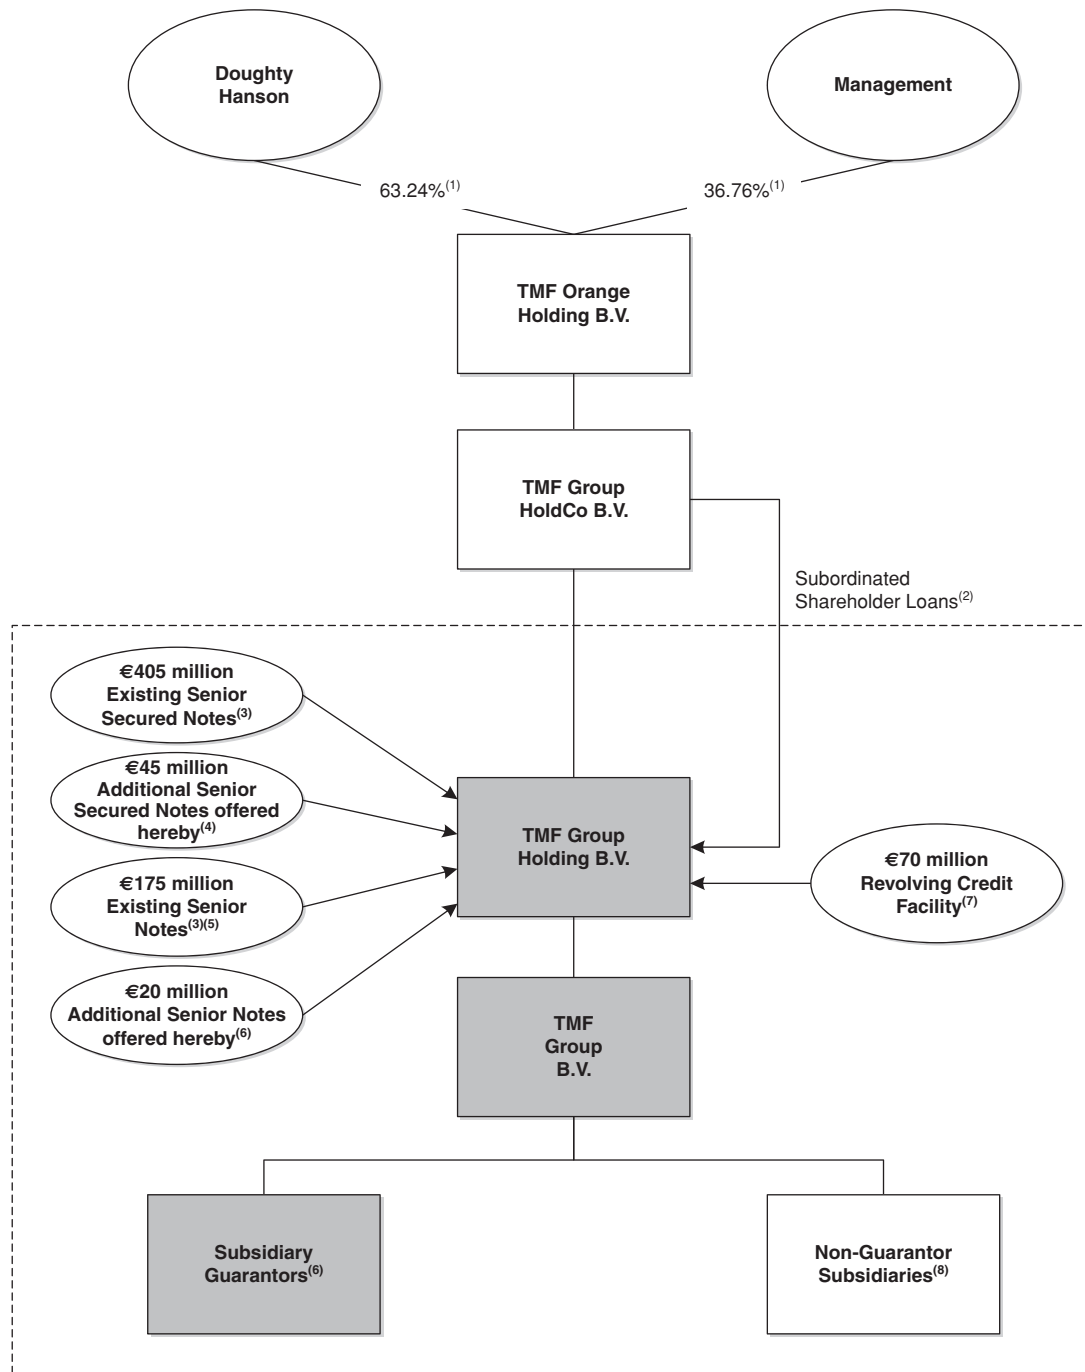 Doughty
Hanson
Management
63.24%(1)
36.76%(1)
TMF Orange
Holding B.V.
TMF Group
HoldCo B.V.
Subordinated
Shareholder Loans(2)
€405 million
Existing Senior
Secured Notes(3)
€45 million
Additional Senior
Secured Notes offered
hereby(4)
TMF Group
Holding B.V.
€70 million
Revolving Credit
Facility(7)
€175 million
Existing Senior
Notes(3)(5)
€20 million
Additional Senior Notes
offered hereby(6)
TMF
Group
B.V.
Subsidiary
Guarantors(6)
Non-Guarantor
Subsidiaries(8)